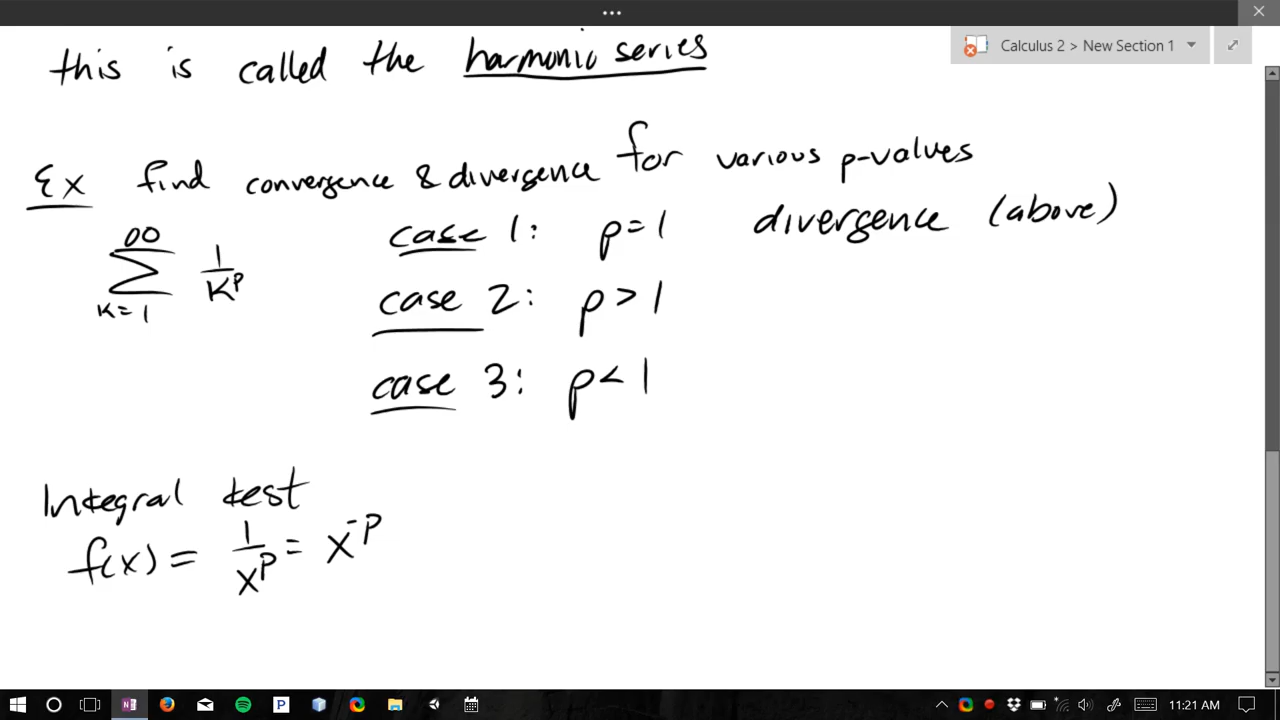 Calculus 2 > New Section 1
this is called the harmonic series
Ex find convergence & divergence for various p-values
∞
∑ 1/K^p
K=1
case 1: p=1 divergence (above)
case 2: p>1
case 3: p<1
Integral test
f(x) = 1/x^p = x^-p
11:21 AM